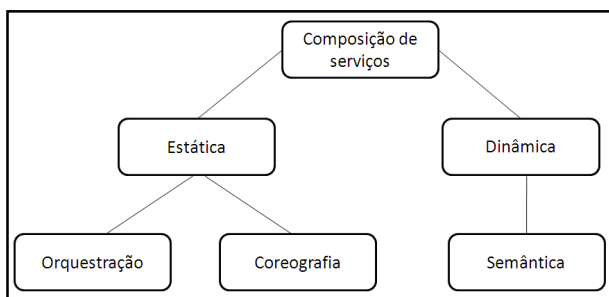 Composição de
serviços
Estática
Dinâmica
Orquestração
Coreografia
Semântica